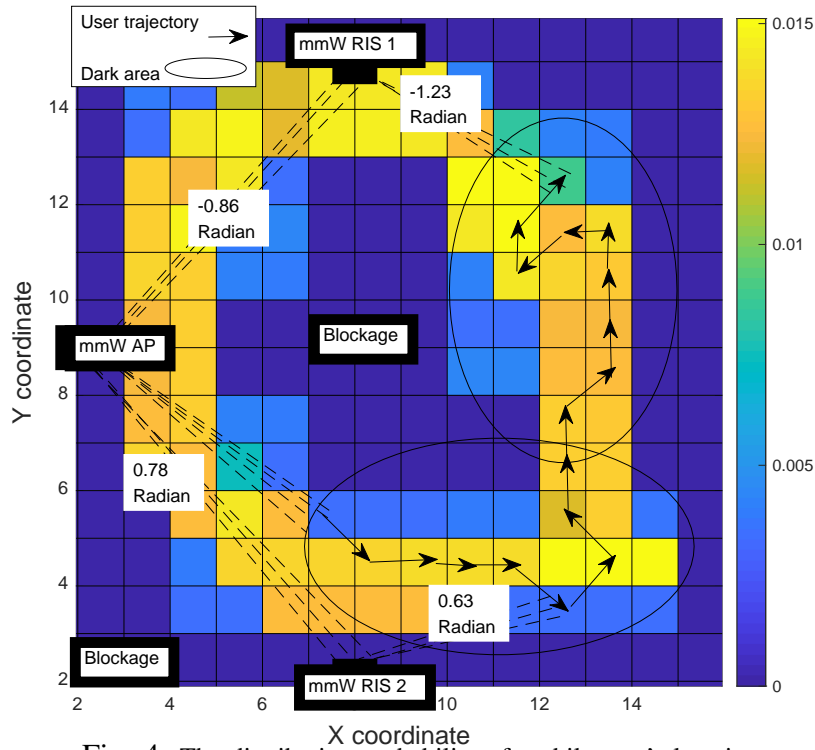 User trajectory
Dark area
mmW RIS 1
-1.23
Radian
-0.86
Radian
mmW AP
Blockage
0.78
Radian
0.63
Radian
Blockage
mmW RIS 2
14
12
10
8
6
4
2
Y coordinate
2 4 6 10 12 14
X coordinate
0.015
0.01
0.005
0